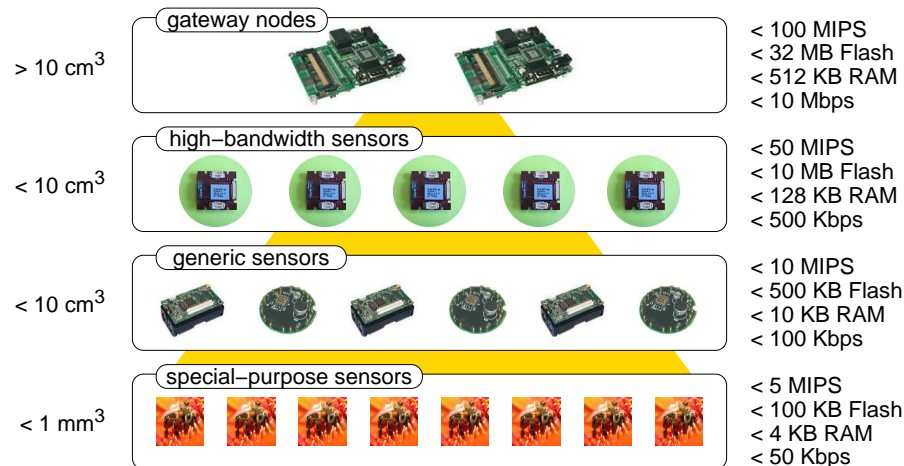 gateway nodes
> 10 cm³
< 100 MIPS
< 32 MB Flash
< 512 KB RAM
< 10 Mbps
high−bandwidth sensors
< 10 cm³
< 50 MIPS
< 10 MB Flash
< 128 KB RAM
< 500 Kbps
generic sensors
< 10 cm³
< 10 MIPS
< 500 KB Flash
< 10 KB RAM
< 100 Kbps
special−purpose sensors
< 1 mm³
< 5 MIPS
< 100 KB Flash
< 4 KB RAM
< 50 Kbps